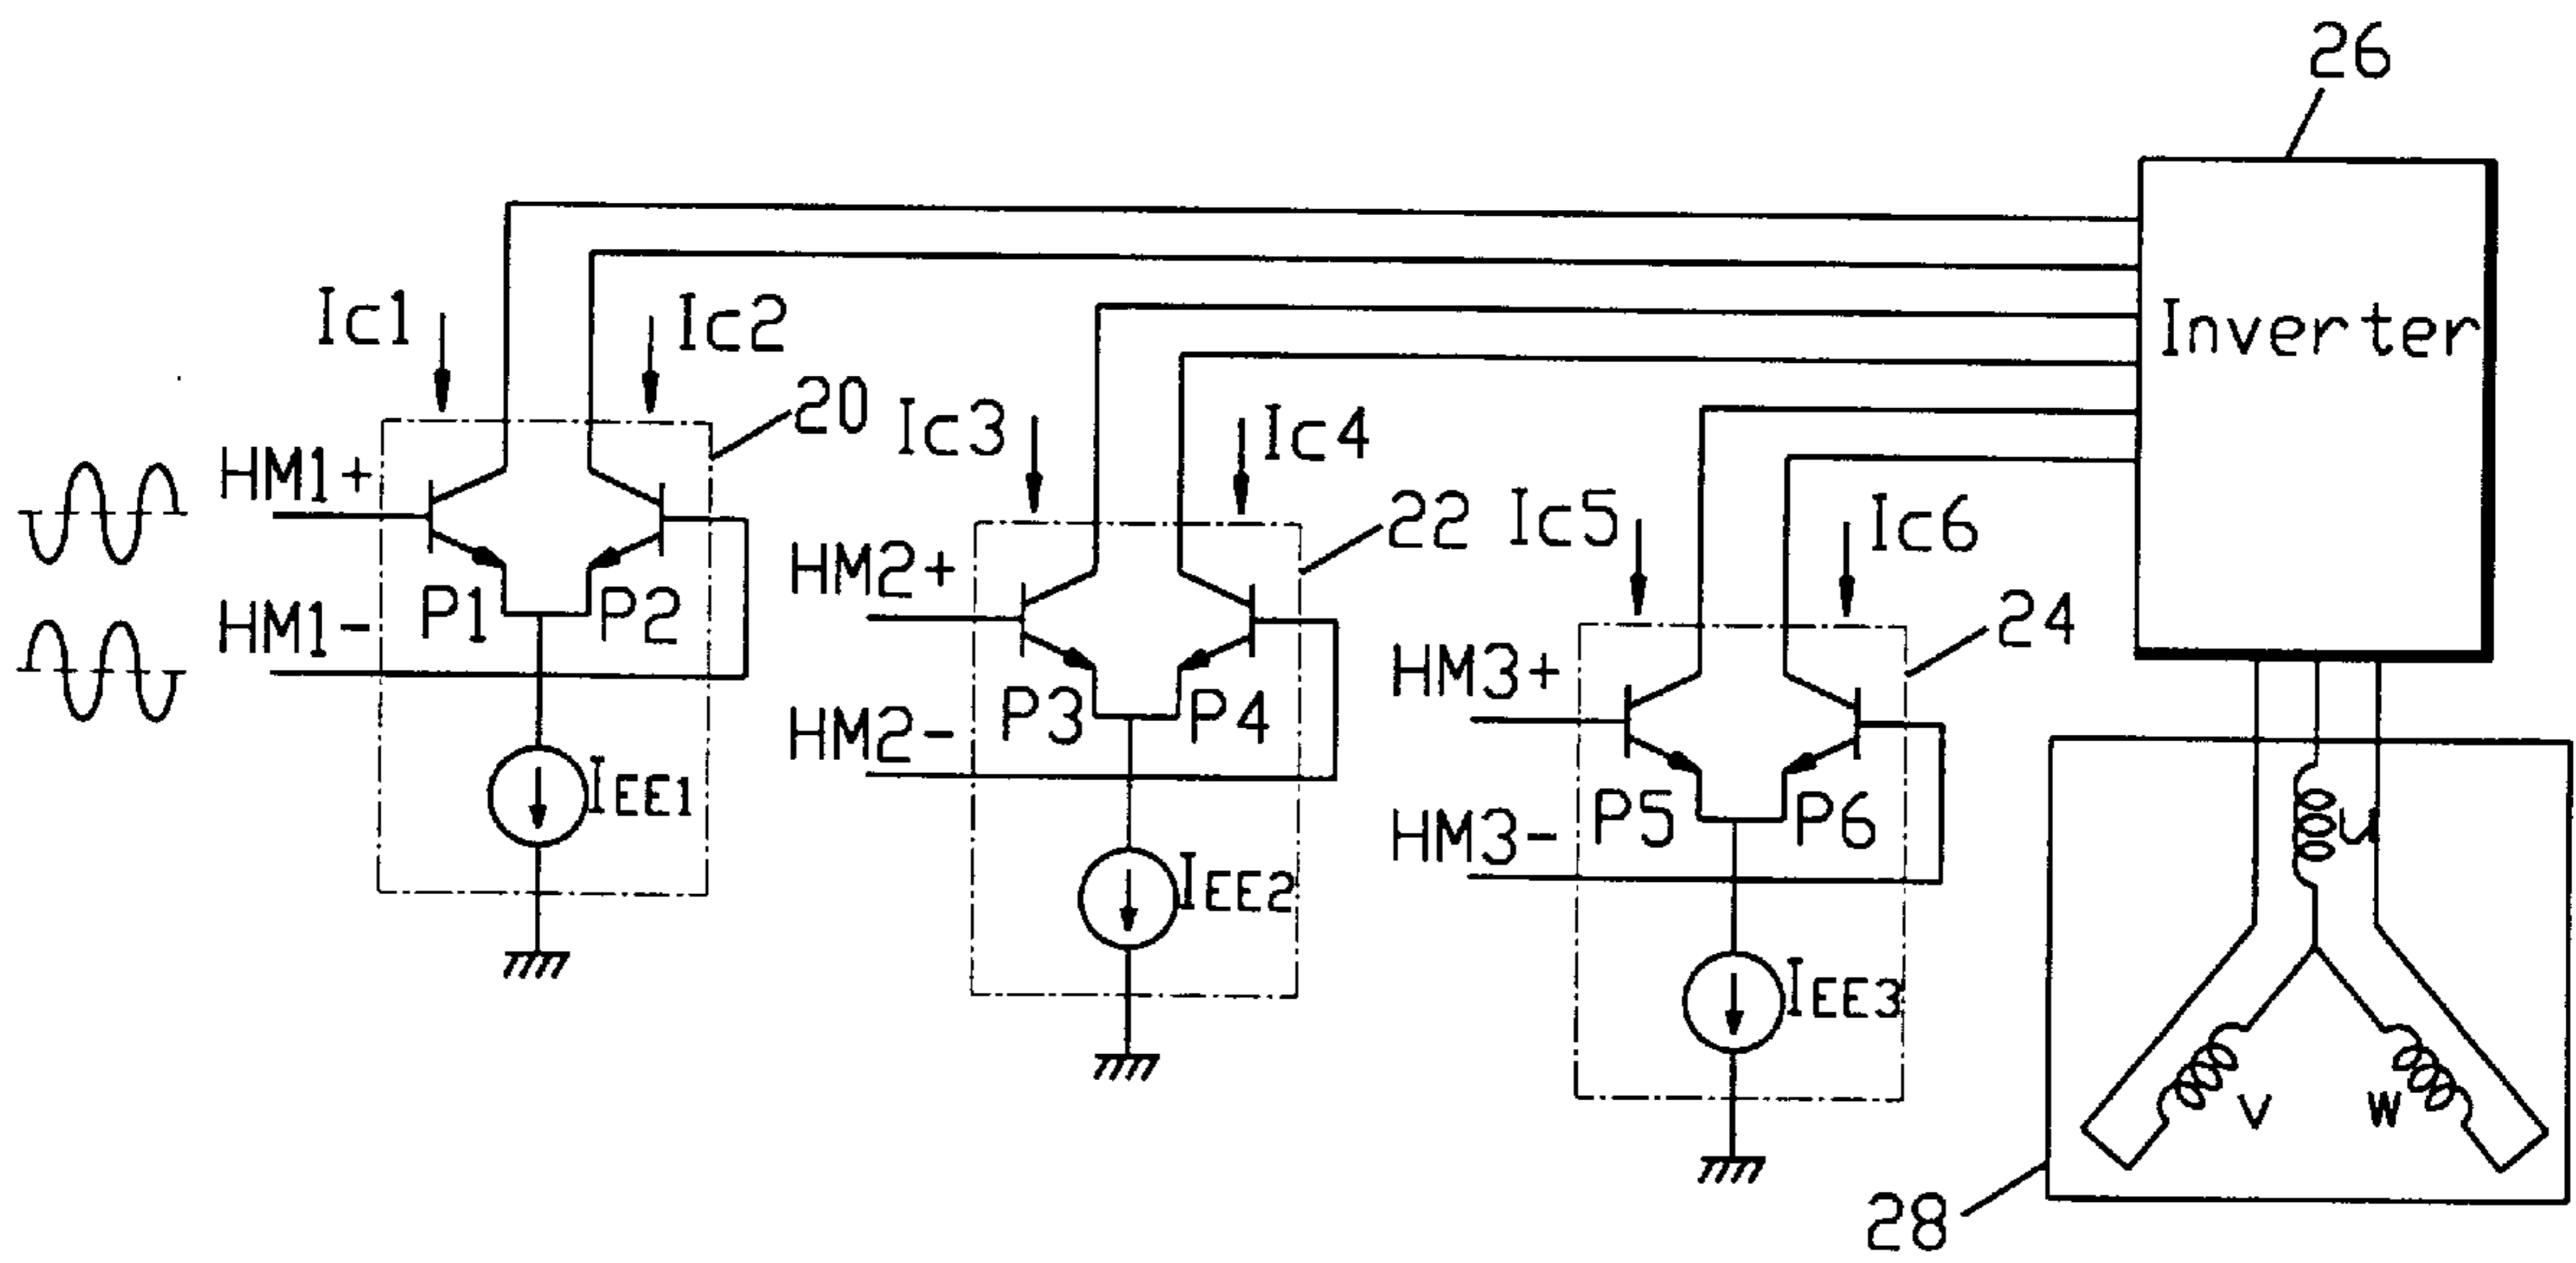 26
Inverter
Ic1
Ic2
20
HM1+
HM1-
P1
P2
IEE1
Ic3
Ic4
22
HM2+
HM2-
P3
P4
IEE2
Ic5
Ic6
24
HM3+
HM3-
P5
P6
IEE3
U
V
W
28